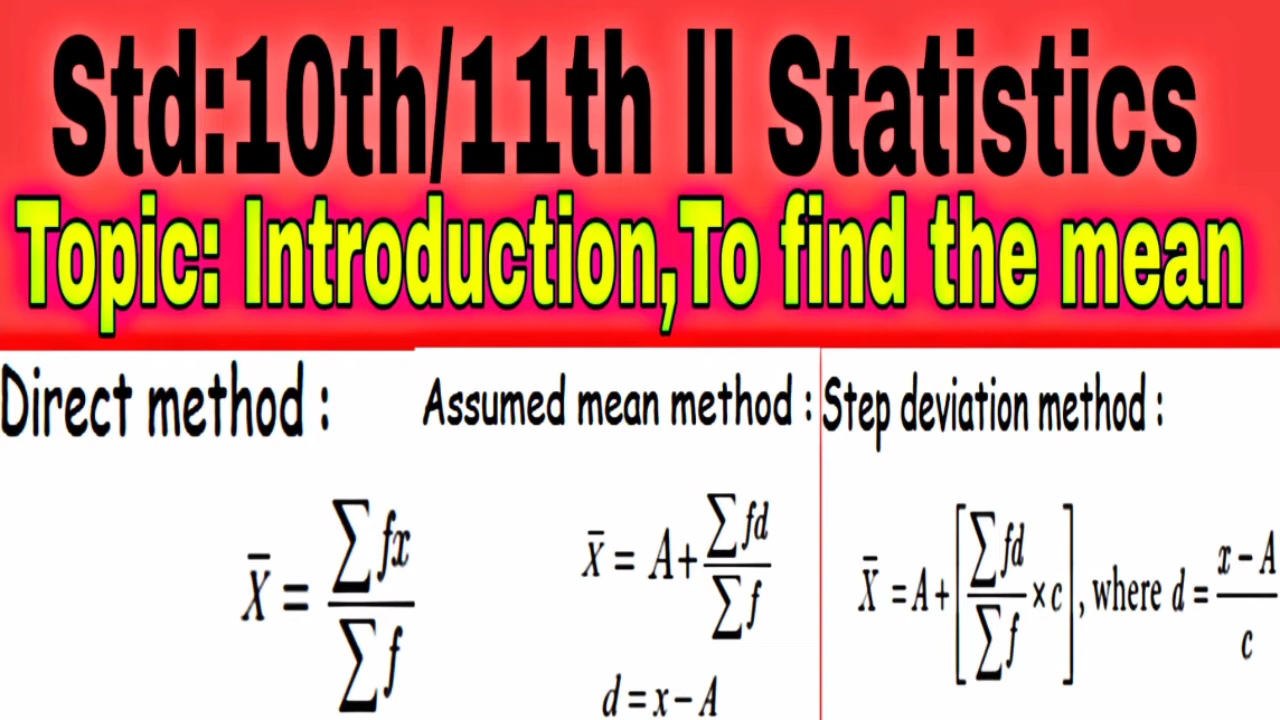 Std:10th/11th II Statistics
Topic: Introduction,To find the mean
Direct method :
X̄ = ∑fx / ∑f
Assumed mean method :
x̄ = A+ ∑fd / ∑f
d = x − A
Step deviation method :
X̄ = A + [ ∑fd / ∑f × c ], where d = x − A / c